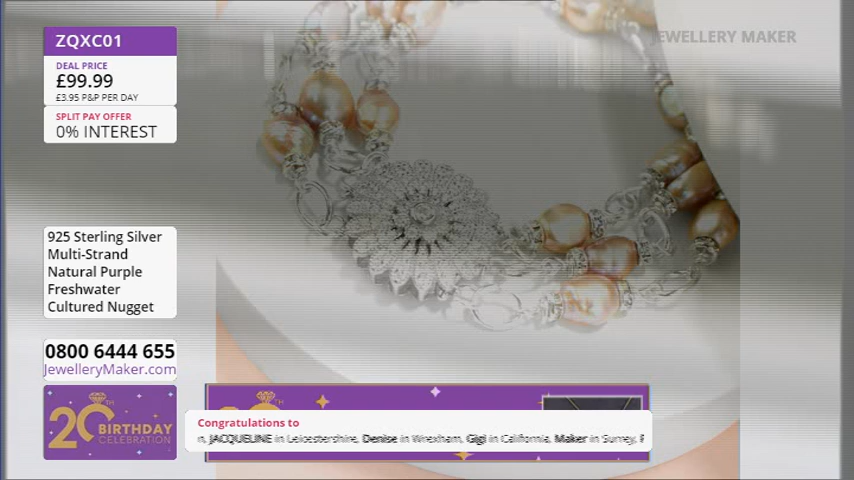 ZQXC01
JEWELLERY MAKER
DEAL PRICE
£99.99
£3.95 P&P PER DAY
SPLIT PAY OFFER
0% INTEREST
925 Sterling Silver
Multi-Strand
Natural Purple
Freshwater
Cultured Nugget
0800 6444 655
JewelleryMaker.com
20TH
BIRTHDAY
CELEBRATION
Congratulations to
JACQUELINE in Leicestershire, Denise in Wrexham, Gigi in California, Maker in Surrey,